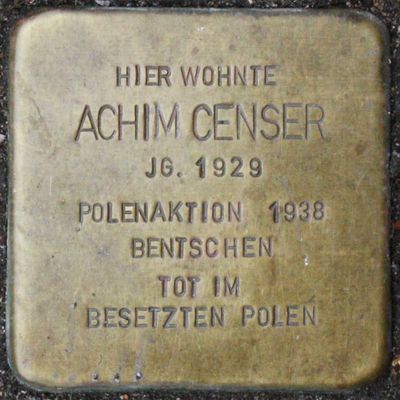 HIER WOHNTE
ACHIM CENSER
JG. 1929
POLENAKTION 1938
BENTSCHEN
TOT IM
BESETZTEN POLEN